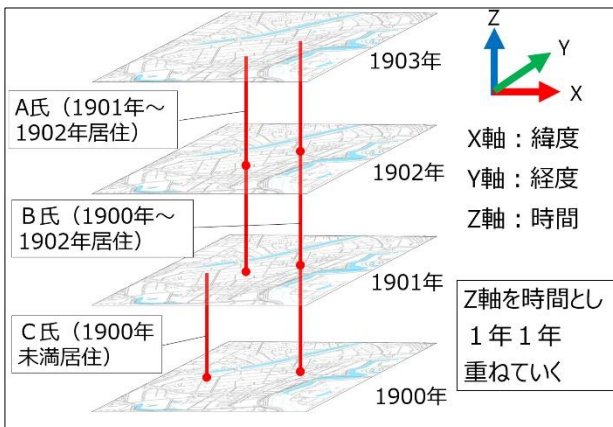 1903年
A氏（1901年～
1902年居住）
1902年
B氏（1900年～
1902年居住）
1901年
C氏（1900年
未満居住）
1900年
Z
Y
X
X軸：緯度
Y軸：経度
Z軸：時間
Z軸を時間とし
１年１年
重ねていく